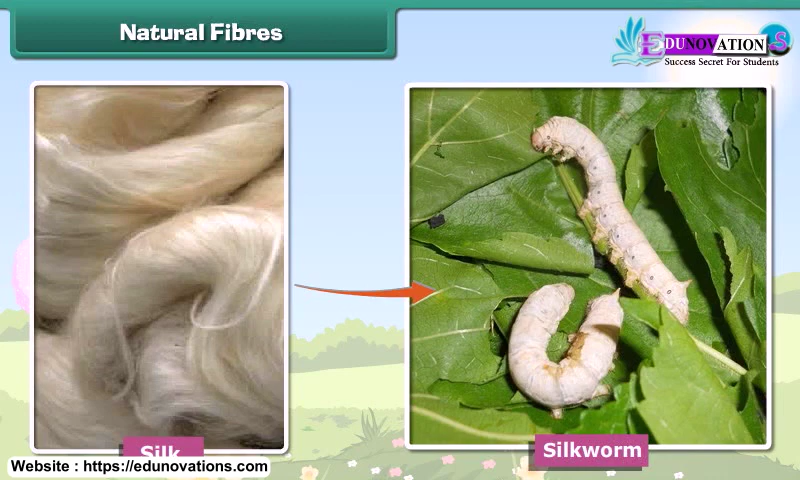 Natural Fibres
EDUNOVATIONS
Success Secret For Students
Silk
Silkworm
Website : https://edunovations.com